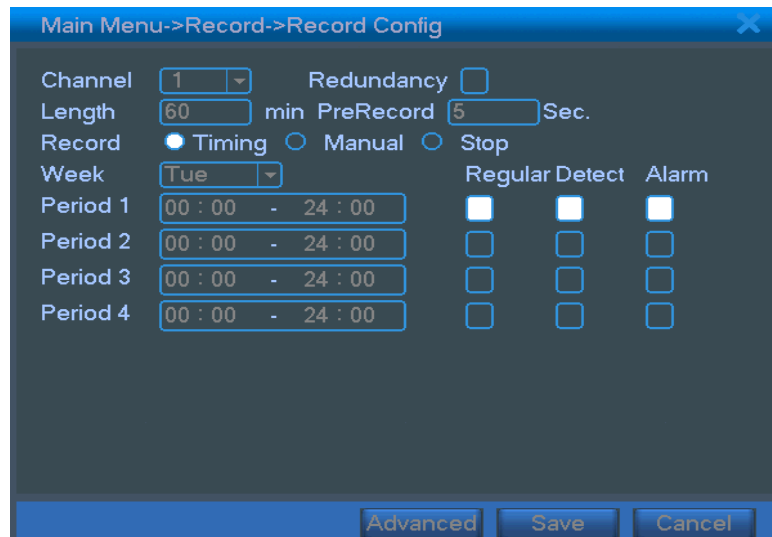 Main Menu->Record->Record Config
Channel 1 Redundancy
Length 60 min PreRecord 5 Sec.
Record Timing Manual Stop
Week Tue Regular Detect Alarm
Period 1 00 : 00 - 24 : 00
Period 2 00 : 00 - 24 : 00
Period 3 00 : 00 - 24 : 00
Period 4 00 : 00 - 24 : 00
Advanced Save Cancel